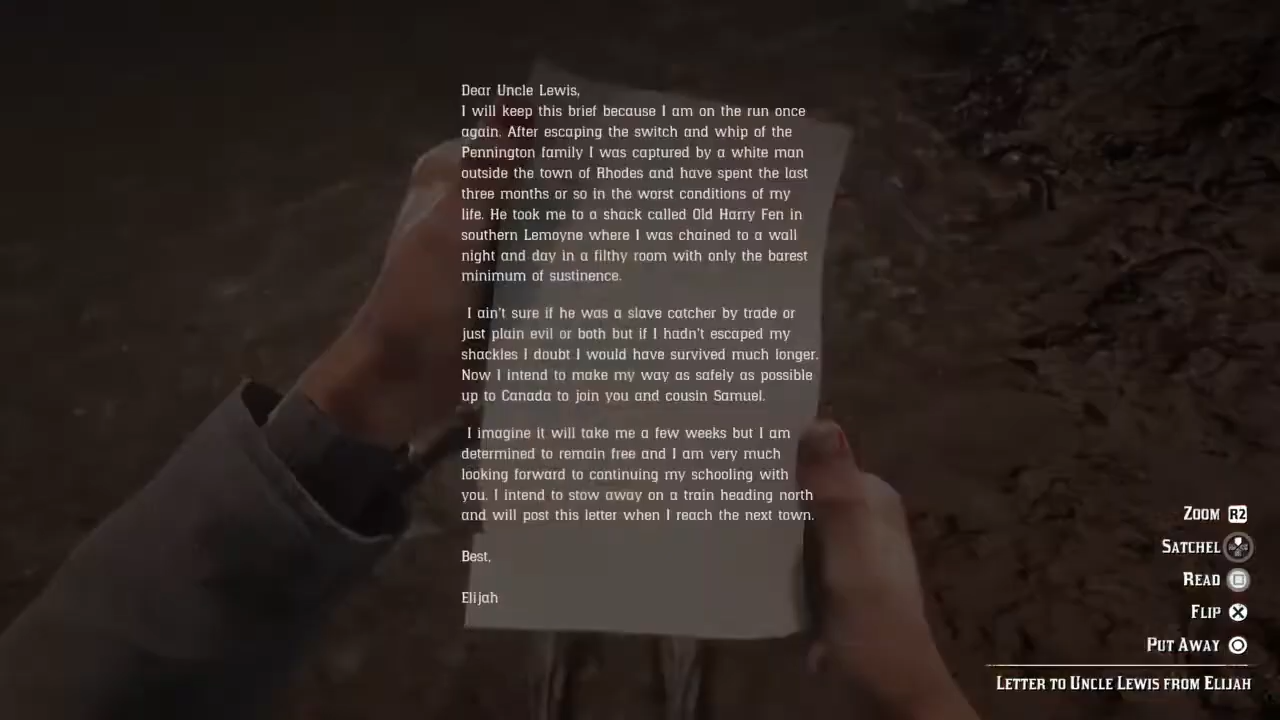 Dear Uncle Lewis,
I will keep this brief because I am on the run once
again. After escaping the switch and whip of the
Pennington family I was captured by a white man
outside the town of Rhodes and have spent the last
three months or so in the worst conditions of my
life. He took me to a shack called Old Harry Fen in
southern Lemoyne where I was chained to a wall
night and day in a filthy room with only the barest
minimum of sustinence.
I ain't sure if he was a slave catcher by trade or
just plain evil or both but if I hadn't escaped my
shackles I doubt I would have survived much longer.
Now I intend to make my way as safely as possible
up to Canada to join you and cousin Samuel.
I imagine it will take me a few weeks but I am
determined to remain free and I am very much
looking forward to continuing my schooling with
you. I intend to stow away on a train heading north
and will post this letter when I reach the next town.
Best,
Elijah
ZOOM R2
SATCHEL
READ
FLIP
PUT AWAY
LETTER TO UNCLE LEWIS FROM ELIJAH